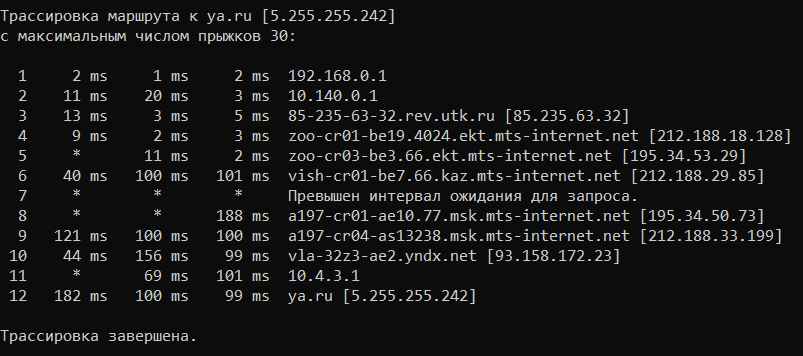 Трассировка маршрута к ya.ru [5.255.255.242]
с максимальным числом прыжков 30:
1 2 ms 1 ms 2 ms 192.168.0.1
2 11 ms 20 ms 3 ms 10.140.0.1
3 13 ms 3 ms 5 ms 85-235-63-32.rev.utk.ru [85.235.63.32]
4 9 ms 2 ms 3 ms zoo-cr01-be19.4024.ekt.mts-internet.net [212.188.18.128]
5 * 11 ms 2 ms zoo-cr03-be3.66.ekt.mts-internet.net [195.34.53.29]
6 40 ms 100 ms 101 ms vish-cr01-be7.66.kaz.mts-internet.net [212.188.29.85]
7 * * * Превышен интервал ожидания для запроса.
8 * * 188 ms a197-cr01-ae10.77.msk.mts-internet.net [195.34.50.73]
9 121 ms 100 ms 100 ms a197-cr04-as13238.msk.mts-internet.net [212.188.33.199]
10 44 ms 156 ms 99 ms vla-32z3-ae2.yndx.net [93.158.172.23]
11 * 69 ms 101 ms 10.4.3.1
12 182 ms 100 ms 99 ms ya.ru [5.255.255.242]
Трассировка завершена.